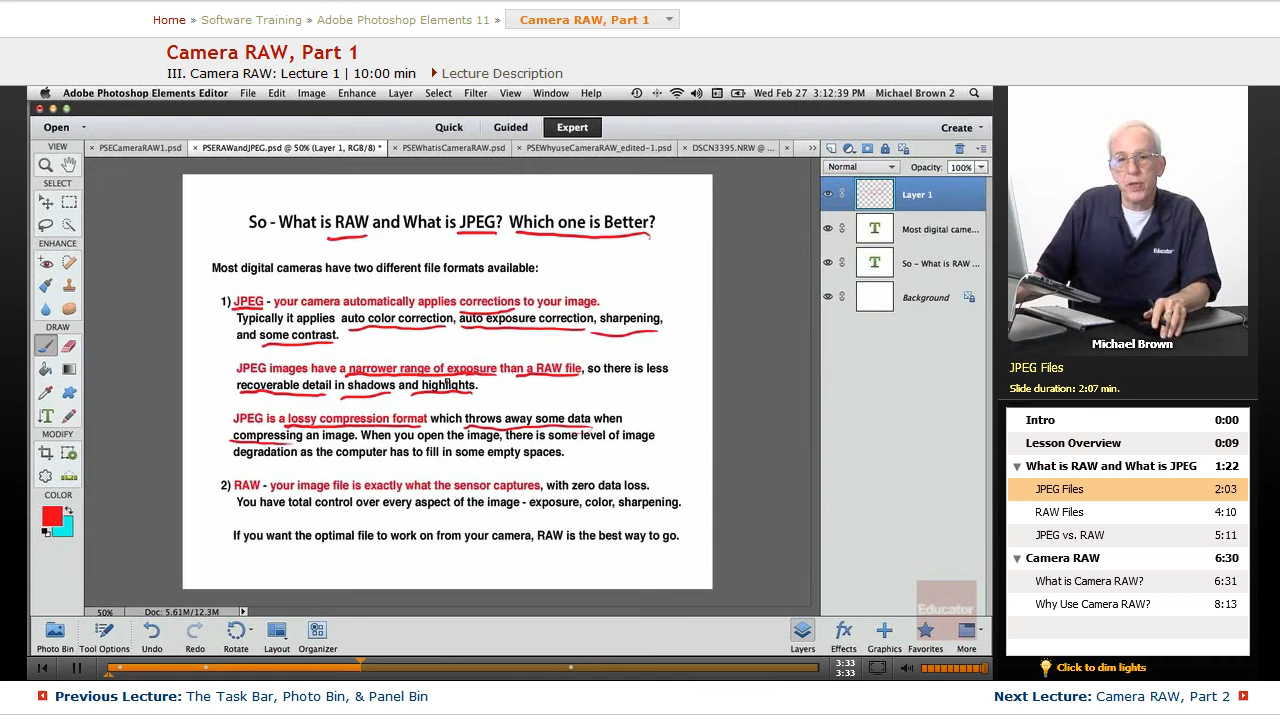 Home » Software Training » Adobe Photoshop Elements 11 » Camera RAW, Part 1
Camera RAW, Part 1
III. Camera RAW: Lecture 1 | 10:00 min Lecture Description
Adobe Photoshop Elements Editor File Edit Image Enhance Layer Select Filter View Window Help Wed Feb 27 3:12:39 PM Michael Brown 2
Open Quick Guided Expert Create
VIEW × PSECameraRAW1.psd × PSERAWandJPEG.psd @ 50% (Layer 1, RGB/8) * × PSEWhatisCameraRAW.psd × PSEWhyuseCameraRAW_edited-1.psd × DSCN3395.NRW @ ... ×
Normal Opacity: 100%
SELECT
Layer 1
Most digital came...
So - What is RAW ...
Background
ENHANCE
DRAW
MODIFY
COLOR
So - What is RAW and What is JPEG? Which one is Better?
Most digital cameras have two different file formats available:
1) JPEG - your camera automatically applies corrections to your image.
Typically it applies auto color correction, auto exposure correction, sharpening,
and some contrast.
JPEG images have a narrower range of exposure than a RAW file, so there is less
recoverable detail in shadows and highlights.
JPEG is a lossy compression format which throws away some data when
compressing an image. When you open the image, there is some level of image
degradation as the computer has to fill in some empty spaces.
2) RAW - your image file is exactly what the sensor captures, with zero data loss.
You have total control over every aspect of the image - exposure, color, sharpening.
If you want the optimal file to work on from your camera, RAW is the best way to go.
50% Doc: 5.61M/12.3M
Educator
Photo Bin Tool Options Undo Redo Rotate Layout Organizer Layers Effects Graphics Favorites More
3:33
3:33
Educator
Michael Brown
JPEG Files
Slide duration: 2:07 min.
Intro 0:00
Lesson Overview 0:09
What is RAW and What is JPEG 1:22
JPEG Files 2:03
RAW Files 4:10
JPEG vs. RAW 5:11
Camera RAW 6:30
What is Camera RAW? 6:31
Why Use Camera RAW? 8:13
Click to dim lights
Previous Lecture: The Task Bar, Photo Bin, & Panel Bin
Next Lecture: Camera RAW, Part 2